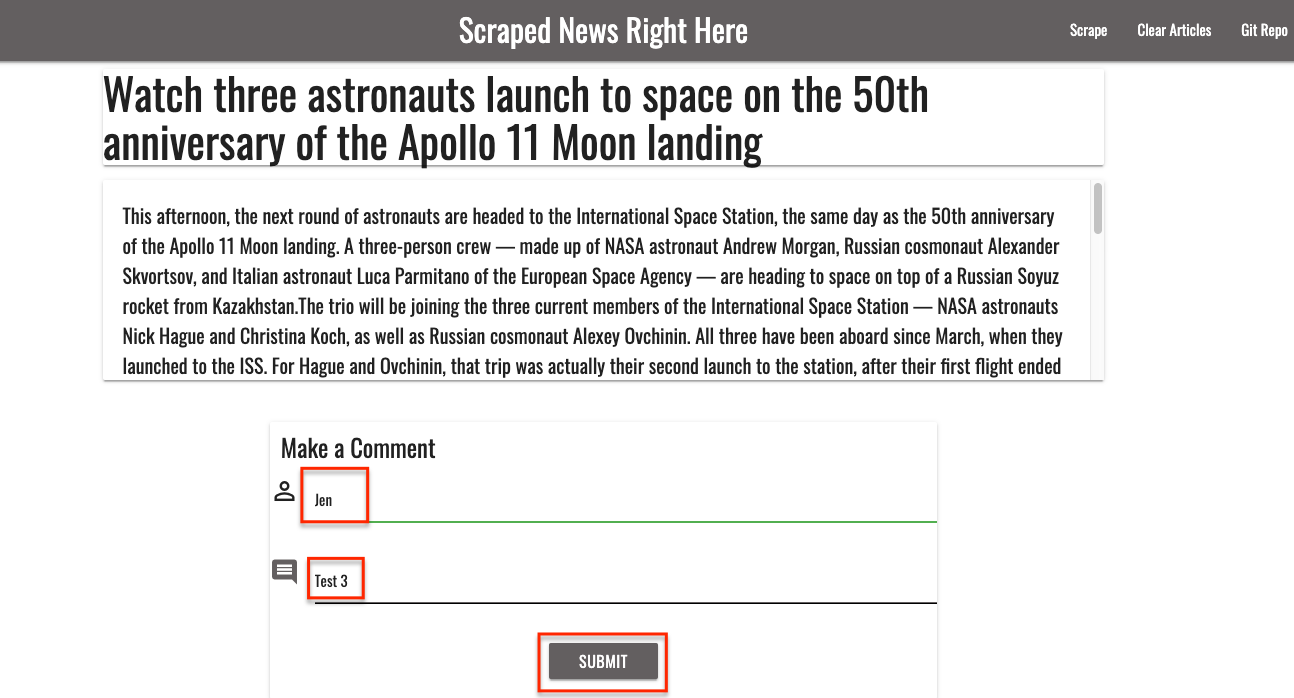 Scraped News Right Here
Scrape
Clear Articles
Git Repo
Watch three astronauts launch to space on the 50th
anniversary of the Apollo 11 Moon landing
This afternoon, the next round of astronauts are headed to the International Space Station, the same day as the 50th anniversary
of the Apollo 11 Moon landing. A three-person crew — made up of NASA astronaut Andrew Morgan, Russian cosmonaut Alexander
Skvortsov, and Italian astronaut Luca Parmitano of the European Space Agency — are heading to space on top of a Russian Soyuz
rocket from Kazakhstan.The trio will be joining the three current members of the International Space Station — NASA astronauts
Nick Hague and Christina Koch, as well as Russian cosmonaut Alexey Ovchinin. All three have been aboard since March, when they
launched to the ISS. For Hague and Ovchinin, that trip was actually their second launch to the station, after their first flight ended
Make a Comment
Jen
Test 3
SUBMIT